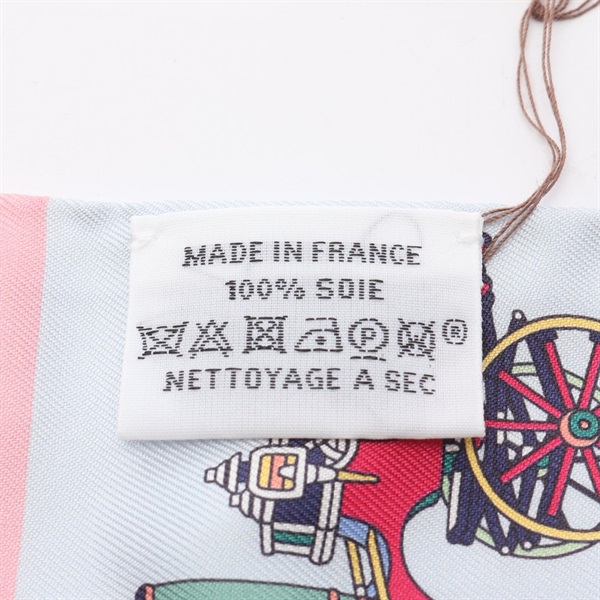 MADE IN FRANCE
100% SOIE
P ®
NETTOYAGE A SEC